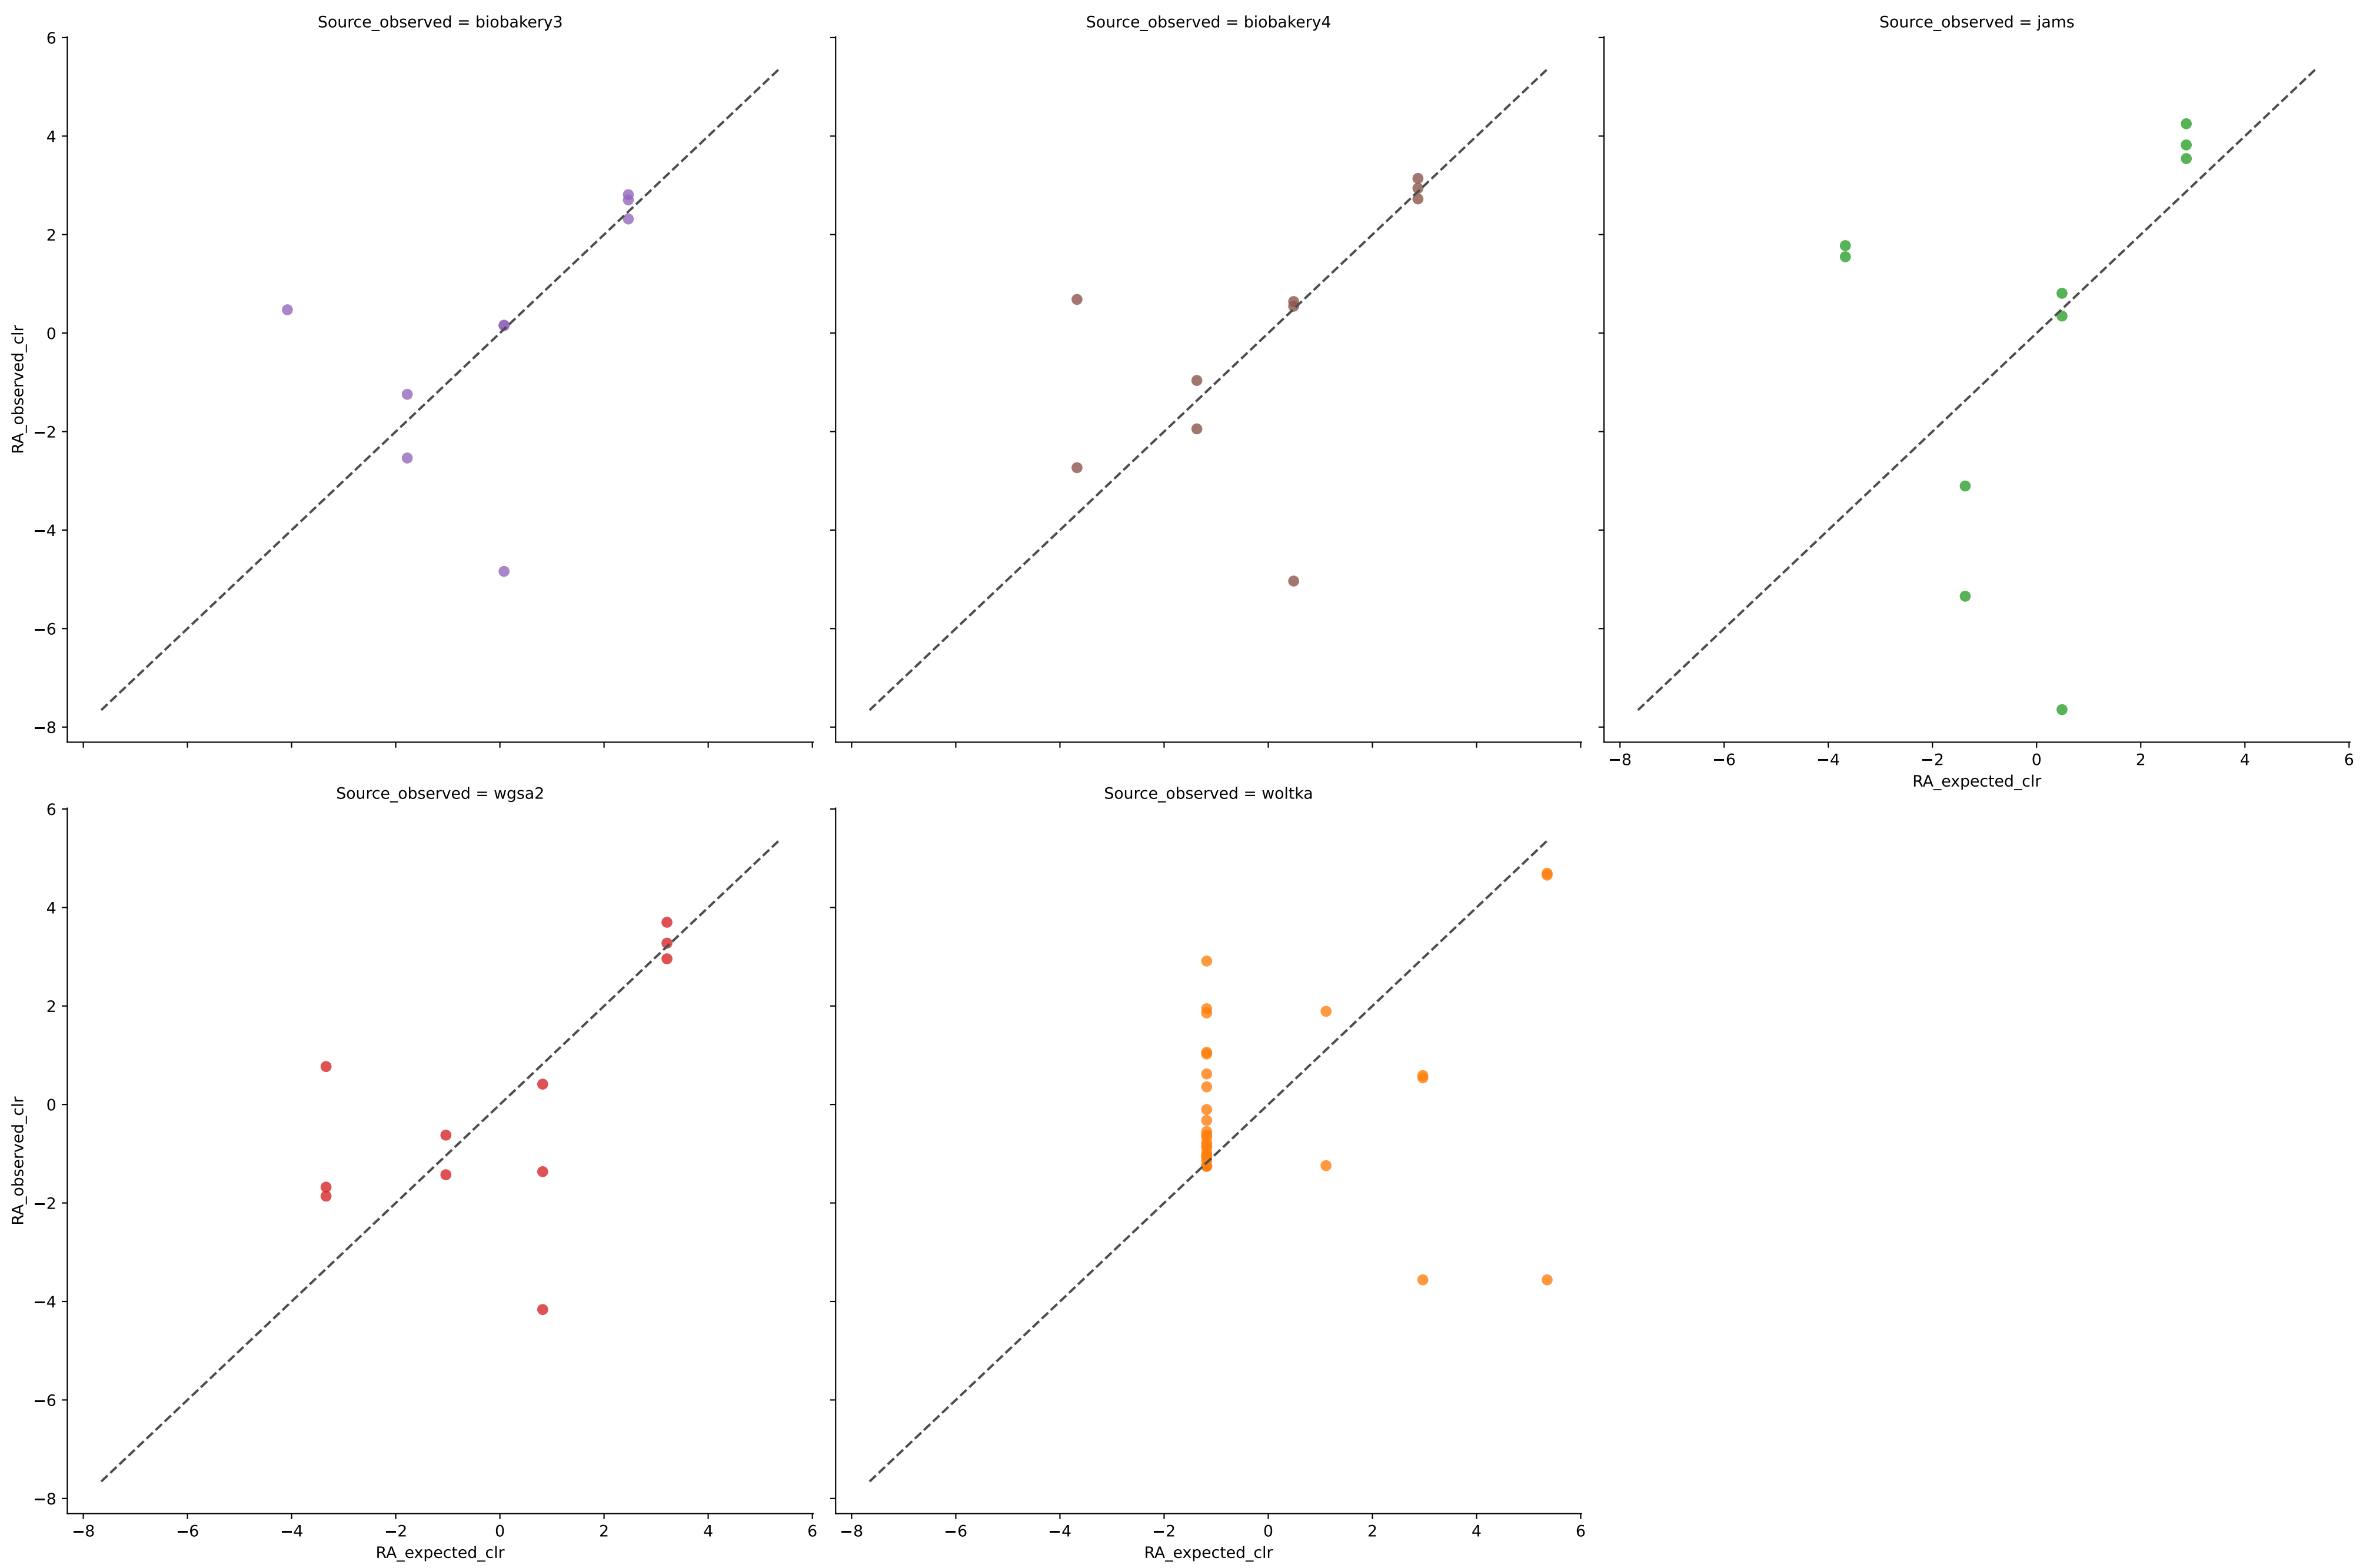 Source_observed = biobakery3
Source_observed = biobakery4
Source_observed = jams
6
4
2
0
−2
−4
−6
−8
RA_observed_clr
−8 −6 −4 −2 0 2 4 6
RA_expected_clr
Source_observed = wgsa2
Source_observed = woltka
6
4
2
0
−2
−4
−6
−8
RA_observed_clr
−8 −6 −4 −2 0 2 4 6
RA_expected_clr
−8 −6 −4 −2 0 2 4 6
RA_expected_clr